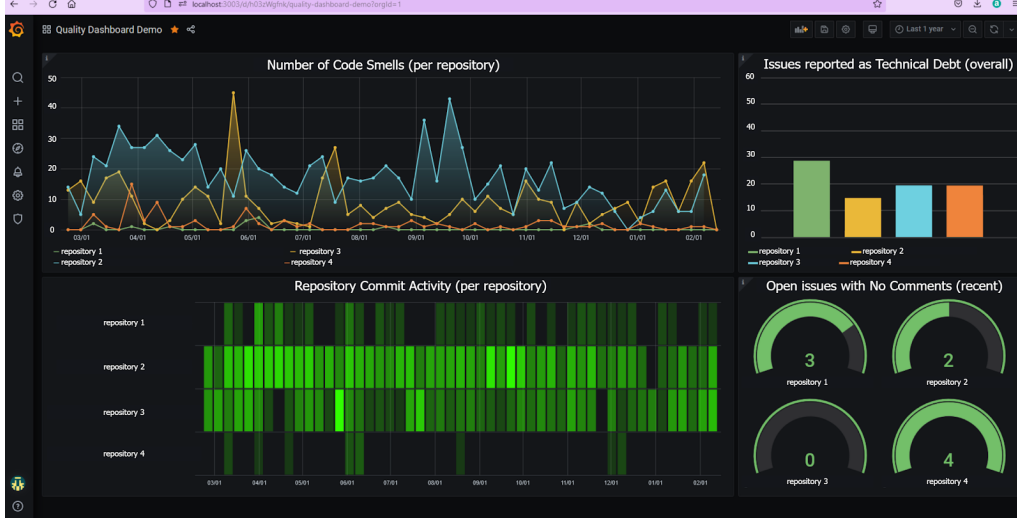 localhost:3003/d/h03zWgfnk/quality-dashboard-demo?orgId=1
Quality Dashboard Demo
Last 1 year
Number of Code Smells (per repository)
50
40
30
20
10
0
03/01 04/01 05/01 06/01 07/01 08/01 09/01 10/01 11/01 12/01 01/01 02/01
repository 1 repository 3
repository 2 repository 4
Issues reported as Technical Debt (overall)
60
50
40
30
20
10
0
repository 1 repository 2
repository 3 repository 4
Repository Commit Activity (per repository)
repository 1
repository 2
repository 3
repository 4
03/01 04/01 05/01 06/01 07/01 08/01 09/01 10/01 11/01 12/01 01/01 02/01
Open issues with No Comments (recent)
3 2
repository 1 repository 2
0 4
repository 3 repository 4